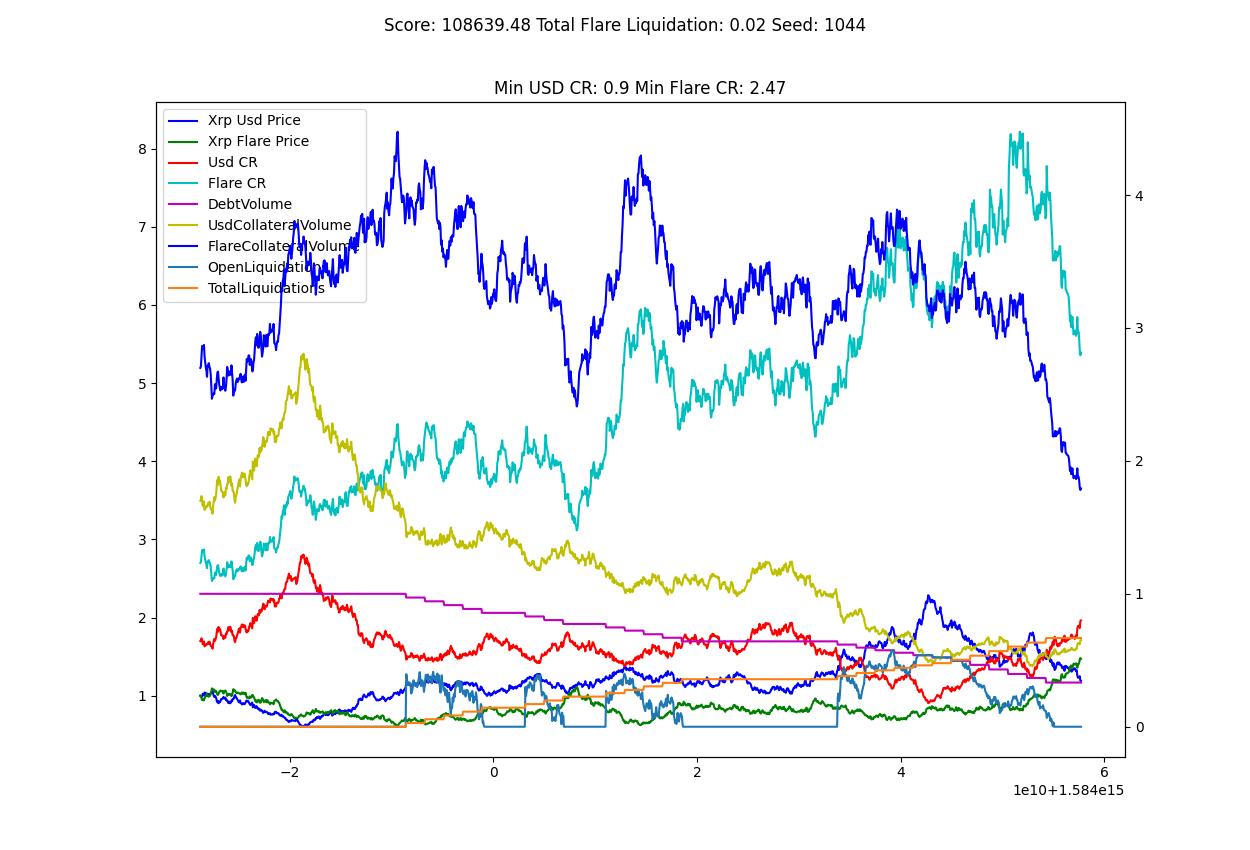 Score: 108639.48 Total Flare Liquidation: 0.02 Seed: 1044
Min USD CR: 0.9 Min Flare CR: 2.47
Xrp Usd Price
Xrp Flare Price
Usd CR
Flare CR
DebtVolume
UsdCollateralVolume
FlareCollateralVolume
OpenLiquidations
TotalLiquidations
8
7
6
5
4
3
2
1
4
3
2
1
0
−2
0
2
4
6
1e10+1.584e15